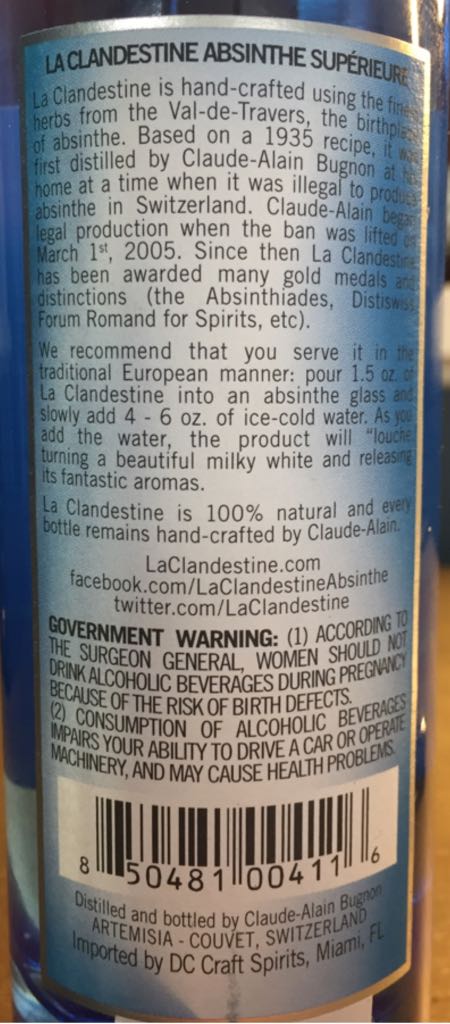 LA CLANDESTINE ABSINTHE SUPÉRIEURE
La Clandestine is hand-crafted using the finest
herbs from the Val-de-Travers, the birthplace
of absinthe. Based on a 1935 recipe, it was
first distilled by Claude-Alain Bugnon at his
home at a time when it was illegal to produce
absinthe in Switzerland. Claude-Alain began
legal production when the ban was lifted on
March 1st, 2005. Since then La Clandestine
has been awarded many gold medals and
distinctions (the Absinthiades, Distiswiss,
Forum Romand for Spirits, etc).
We recommend that you serve it in the
traditional European manner: pour 1.5 oz. of
La Clandestine into an absinthe glass and
slowly add 4 - 6 oz. of ice-cold water. As you
add the water, the product will "louche,
turning a beautiful milky white and releasing
its fantastic aromas.
La Clandestine is 100% natural and every
bottle remains hand-crafted by Claude-Alain.
LaClandestine.com
facebook.com/LaClandestineAbsinthe
twitter.com/LaClandestine
GOVERNMENT WARNING: (1) ACCORDING TO
THE SURGEON GENERAL, WOMEN SHOULD NOT
DRINK ALCOHOLIC BEVERAGES DURING PREGNANCY
BECAUSE OF THE RISK OF BIRTH DEFECTS.
(2) CONSUMPTION OF ALCOHOLIC BEVERAGES
IMPAIRS YOUR ABILITY TO DRIVE A CAR OR OPERATE
MACHINERY, AND MAY CAUSE HEALTH PROBLEMS.
8 50481 00411 6
Distilled and bottled by Claude-Alain Bugnon
ARTEMISIA - COUVET, SWITZERLAND
Imported by DC Craft Spirits, Miami, FL